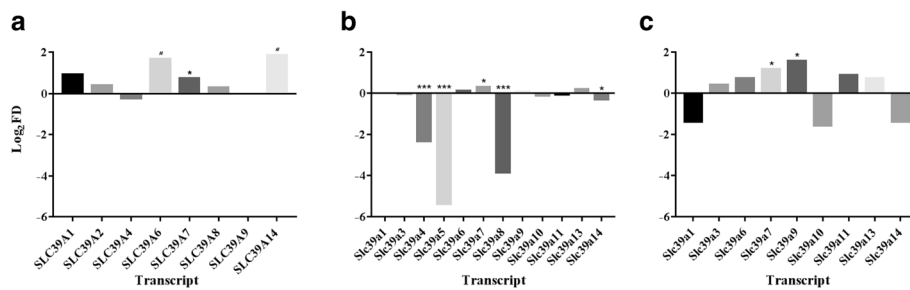 a
b
c
Log2FD
2
0
-2
-4
-6
# * #
SLC39A1 SLC39A2 SLC39A4 SLC39A6 SLC39A7 SLC39A8 SLC39A9 SLC39A14
Transcript
2
0
-2
-4
-6
*** *** * *** *
Slc39a1 Slc39a3 Slc39a4 Slc39a5 Slc39a6 Slc39a7 Slc39a8 Slc39a9 Slc39a10 Slc39a11 Slc39a13 Slc39a14
Transcript
2
0
-2
-4
-6
* *
Slc39a1 Slc39a3 Slc39a6 Slc39a7 Slc39a9 Slc39a10 Slc39a11 Slc39a13 Slc39a14
Transcript